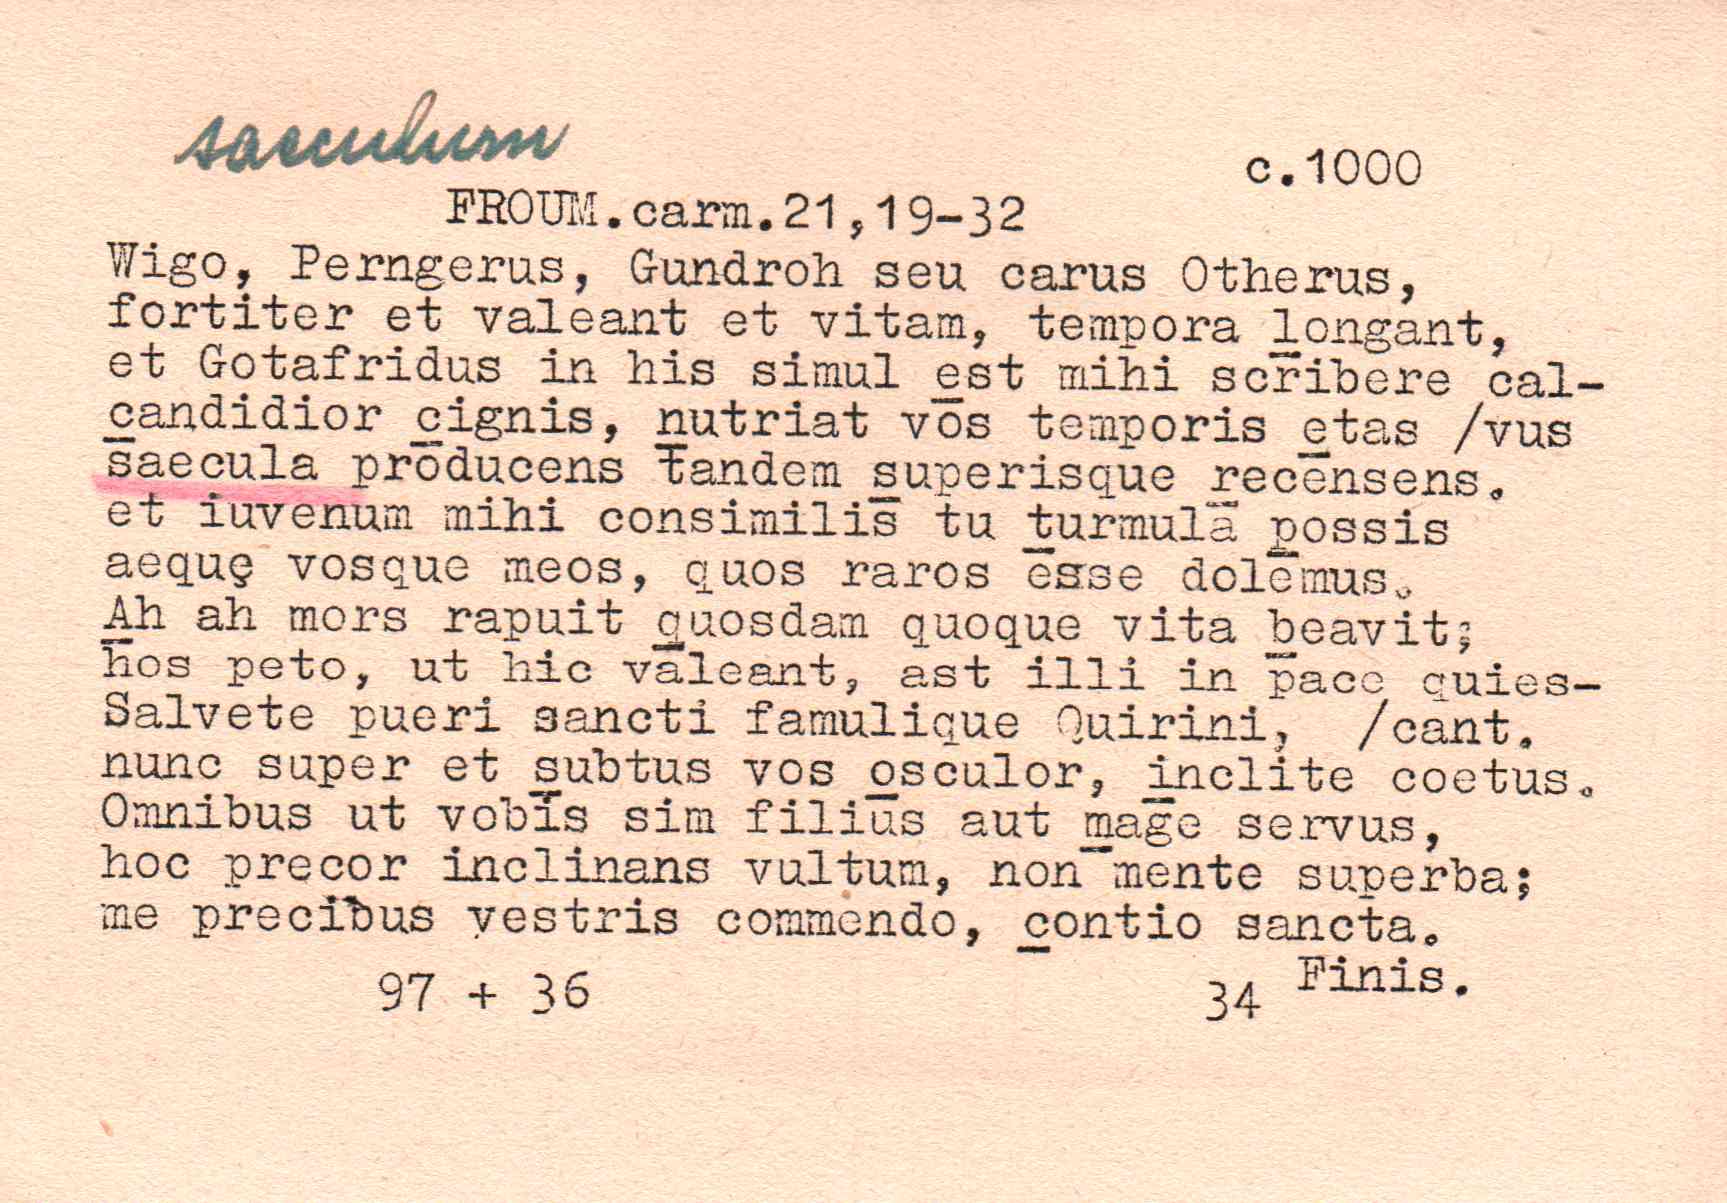 saeculum
c.1000
FROUM.carm.21,19-32
Wigo, Perngerus, Gundroh seu carus Otherus,
fortiter et valeant et vitam, tempora longant,
et Gotafridus in his simul est mihi scribere cal-
candidior cignis, nutriat vos temporis etas /vus
saecula producens tandem superisque recensens.
et iuvenum mihi consimilis tu turmula possis
aequę vosque meos, quos raros esse dolemus.
Ah ah mors rapuit quosdam quoque vita beavit;
hos peto, ut hic valeant, ast illi in pace quies-
Salvete pueri sancti famulique Quirini, /cant.
nunc super et subtus vos osculor, inclite coetus.
Omnibus ut vobis sim filius aut mage servus,
hoc precor inclinans vultum, non mente superba;
me precibus vestris commendo, contio sancta.
Finis.
97 + 36 34